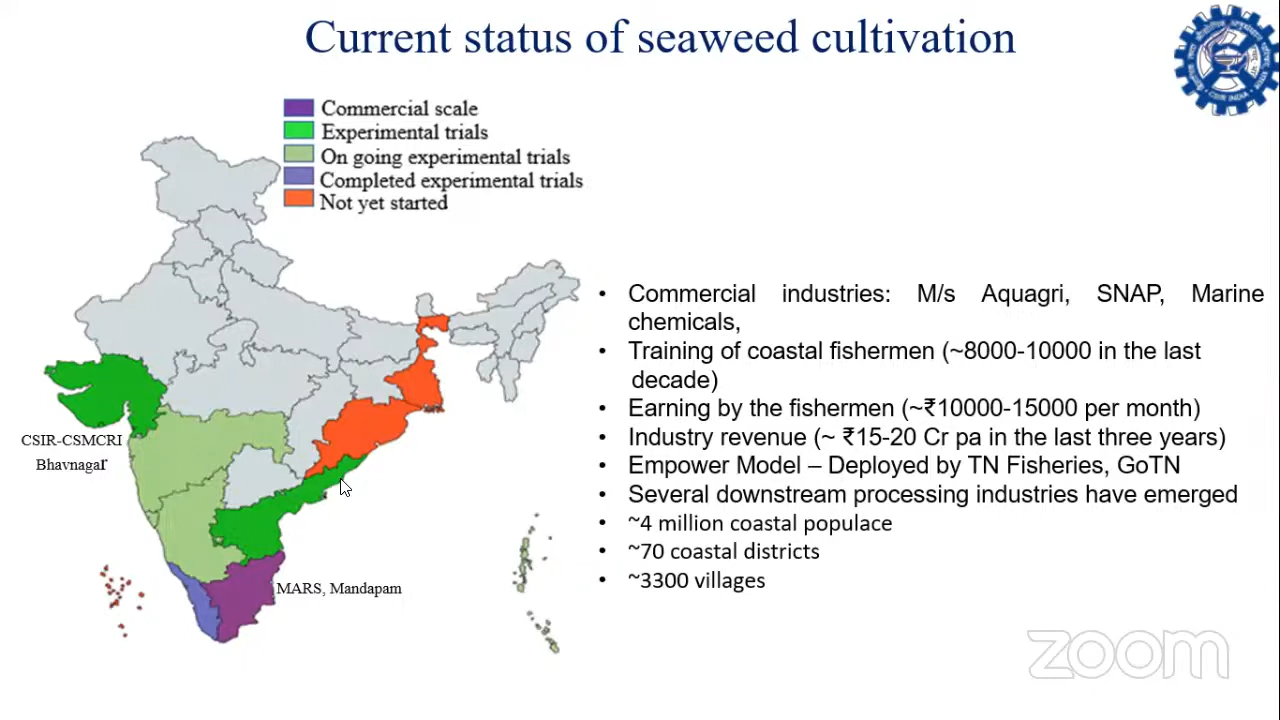 Current status of seaweed cultivation
Commercial scale
Experimental trials
On going experimental trials
Completed experimental trials
Not yet started
CSIR-CSMCRI
Bhavnagar
MARS, Mandapam
• Commercial industries: M/s Aquagri, SNAP, Marine
chemicals,
• Training of coastal fishermen (~8000-10000 in the last
decade)
• Earning by the fishermen (~₹10000-15000 per month)
• Industry revenue (~ ₹15-20 Cr pa in the last three years)
• Empower Model – Deployed by TN Fisheries, GoTN
• Several downstream processing industries have emerged
• ~4 million coastal populace
• ~70 coastal districts
• ~3300 villages
CSIR INDIA
zoom